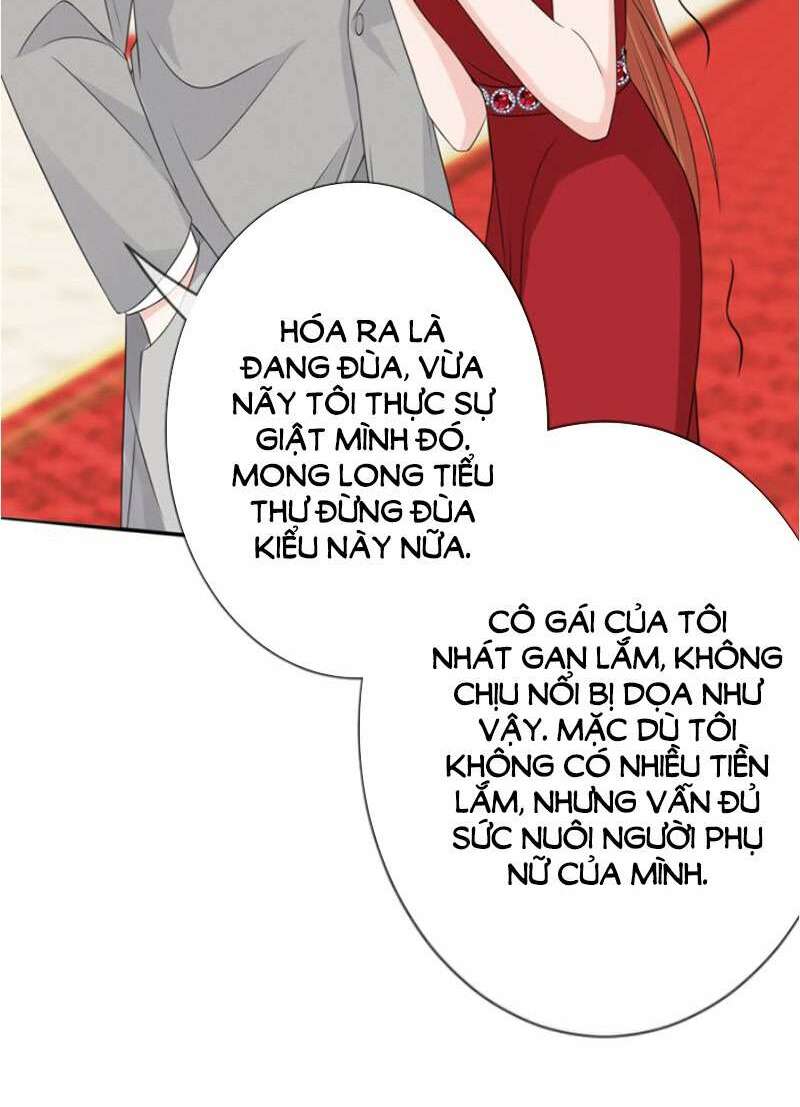 HÓA RA LÀ
ĐANG ĐÙA, VỪA
NÃY TÔI THỰC SỰ
GIẬT MÌNH ĐÓ.
MONG LONG TIỂU
THƯ ĐỪNG ĐÙA
KIỂU NÀY NỮA.
CÔ GÁI CỦA TÔI
NHÁT GAN LẮM, KHÔNG
CHỊU NỔI BỊ DỌA NHƯ
VẬY. MẶC DÙ TÔI
KHÔNG CÓ NHIỀU TIỀN
LẮM, NHƯNG VẪN ĐỦ
SỨC NUÔI NGƯỜI PHỤ
NỮ CỦA MÌNH.